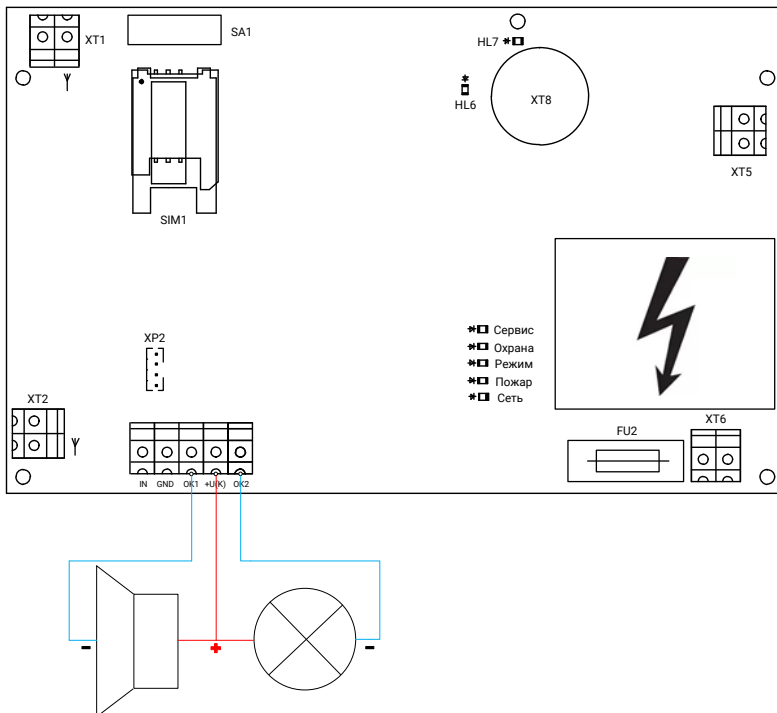 XT1
SA1
HL7
HL6
XT8
XT5
SIM1
XP2
Сервис
Охрана
Режим
Пожар
Сеть
XT2
FU2
XT6
IN GND OK1 +U(K) OK2
- + -